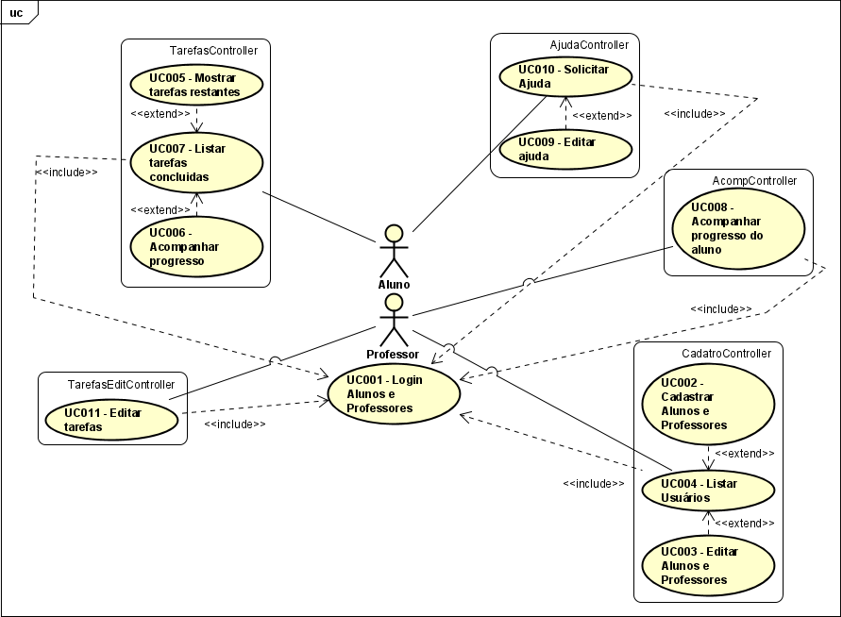 uc
TarefasController
UC005 - Mostrar
tarefas restantes
<<extend>>
UC007 - Listar
tarefas
concluidas
<<include>>
<<extend>>
UC006 -
Acompanhar
progresso
AjudaController
UC010 - Solicitar
Ajuda
<<extend>>
<<include>>
UC009 - Editar
ajuda
AcompController
UC008 -
Acompanhar
progresso do
aluno
<<include>>
Aluno
Professor
UC001 - Login
Alunos e
Professores
TarefasEditController
UC011 - Editar
tarefas
<<include>>
CadatroController
UC002 -
Cadastrar
Alunos e
Professores
<<extend>>
UC004 - Listar
Usuários
<<include>>
<<extend>>
UC003 - Editar
Alunos e
Professores